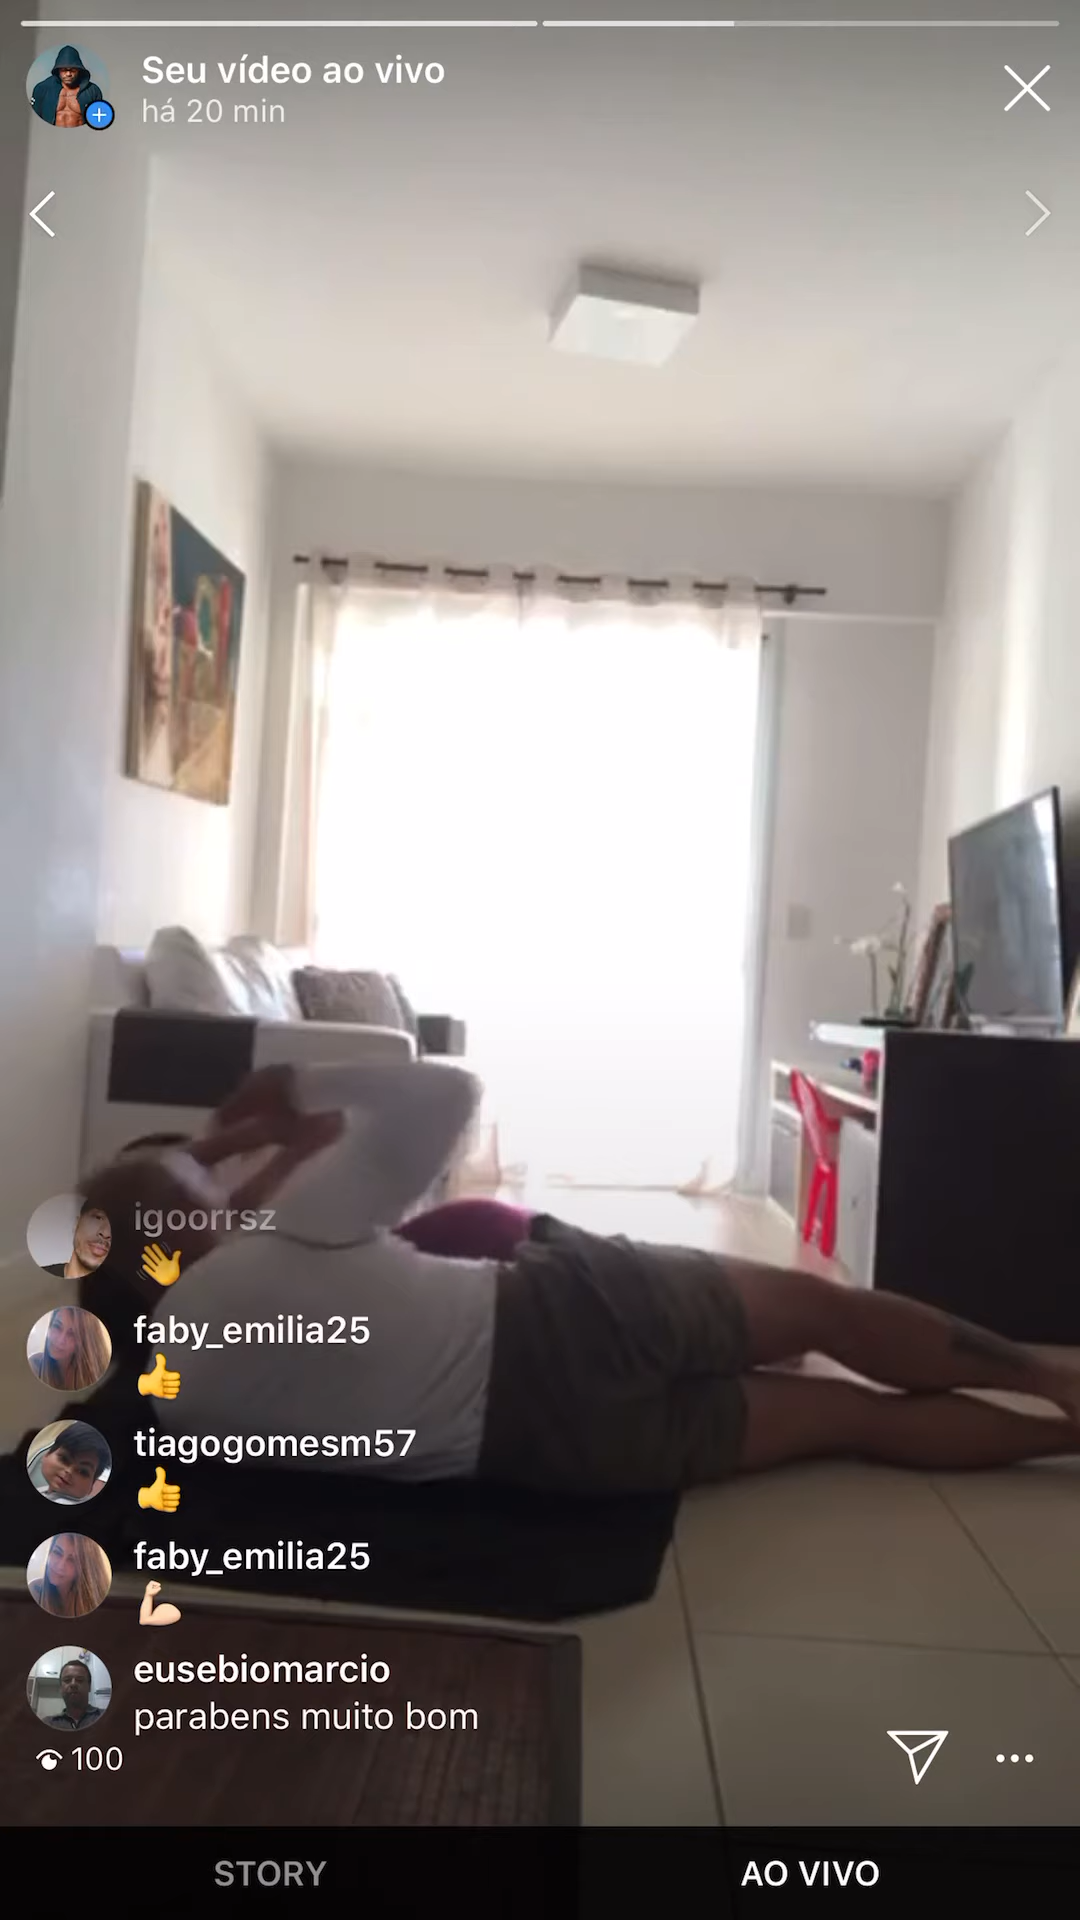 Seu vídeo ao vivo
há 20 min
igoorrsz
👋
faby_emilia25
👍
tiagogomesm57
👍
faby_emilia25
💪🏻
eusebiomarcio
parabens muito bom
100
STORY
AO VIVO